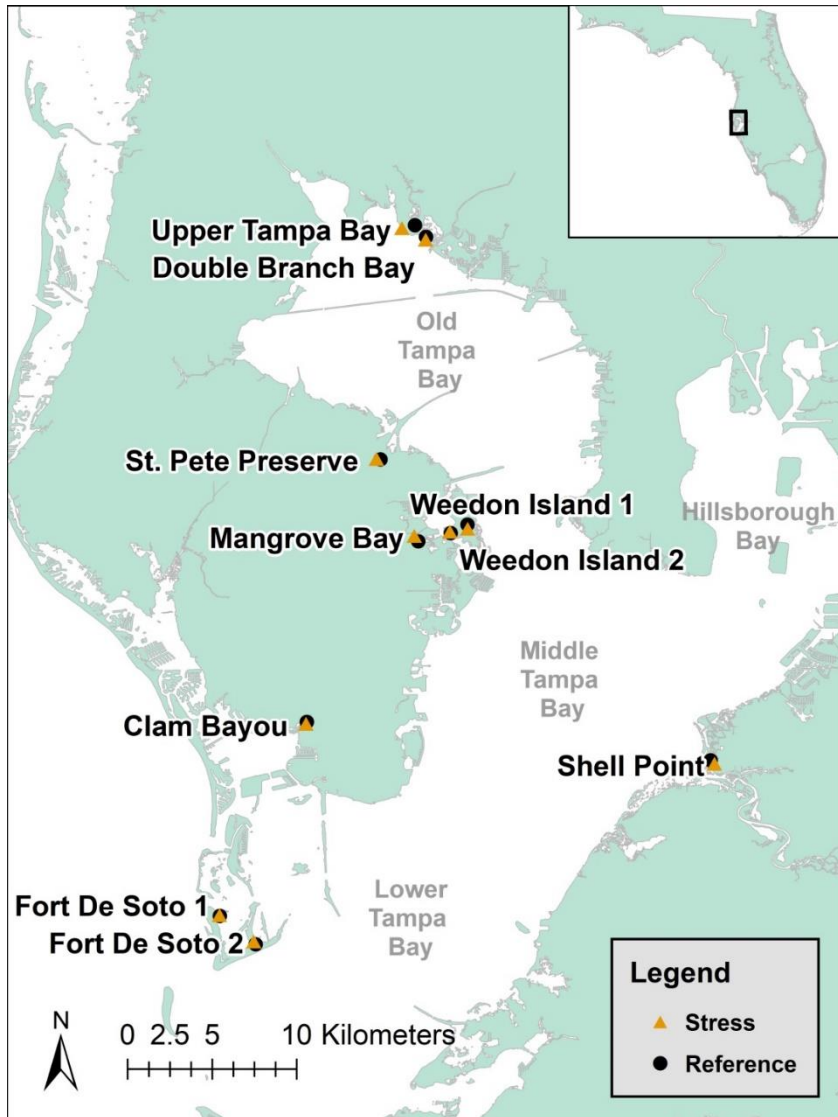 Upper Tampa Bay
Double Branch Bay
Old
Tampa
Bay
St. Pete Preserve
Weedon Island 1
Hillsborough
Bay
Mangrove Bay
Weedon Island 2
Middle
Tampa
Bay
Clam Bayou
Shell Point
Lower
Tampa
Bay
Fort De Soto 1
Fort De Soto 2
N
0 2.5 5 10 Kilometers
Legend
Stress
Reference